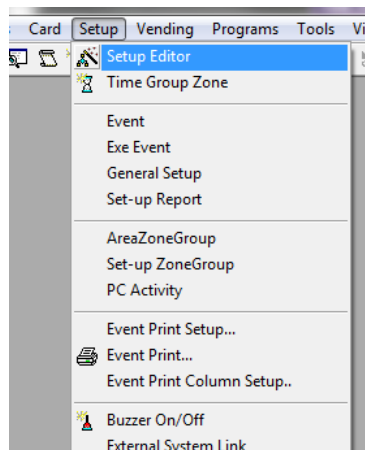 Card Setup Vending Programs Tools
Setup Editor
Time Group Zone
Event
Exe Event
General Setup
Set-up Report
AreaZoneGroup
Set-up ZoneGroup
PC Activity
Event Print Setup...
Event Print...
Event Print Column Setup..
Buzzer On/Off
External System Link